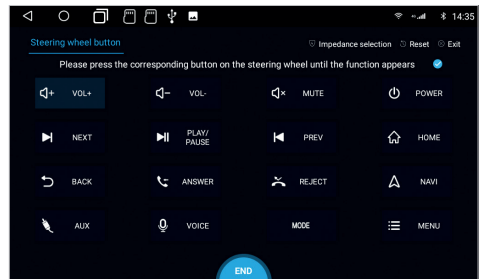 14:35
Steering wheel button
Impedance selection Reset Exit
Please press the corresponding button on the steering wheel until the function appears
VOL+ VOL- MUTE POWER
NEXT PLAY/
PAUSE PREV HOME
BACK ANSWER REJECT NAVI
AUX VOICE MODE MENU
END